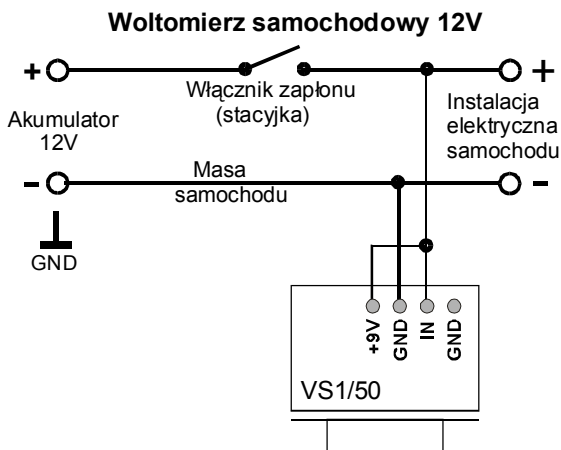 Woltomierz samochodowy 12V
+
+
Włącznik zapłonu
(stacyjka)
Akumulator
12V
Instalacja
elektryczna
samochodu
Masa
samochodu
-
-
GND
+9V
GND
IN
GND
VS1/50